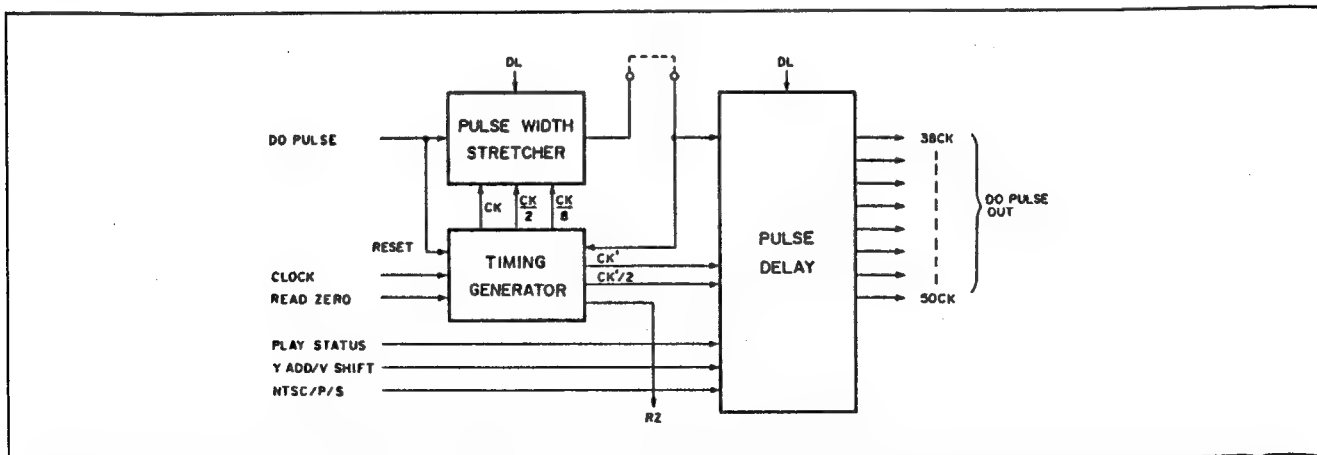 DL
DL
DO PULSE
PULSE WIDTH
STRETCHER
38CK
DO PULSE
OUT
CK
CK
2
CK
8
RESET
TIMING
GENERATOR
CK'
CK'/2
PULSE
DELAY
CLOCK
READ ZERO
50CK
PLAY STATUS
Y ADD/V SHIFT
NTSC/P/S
RZ